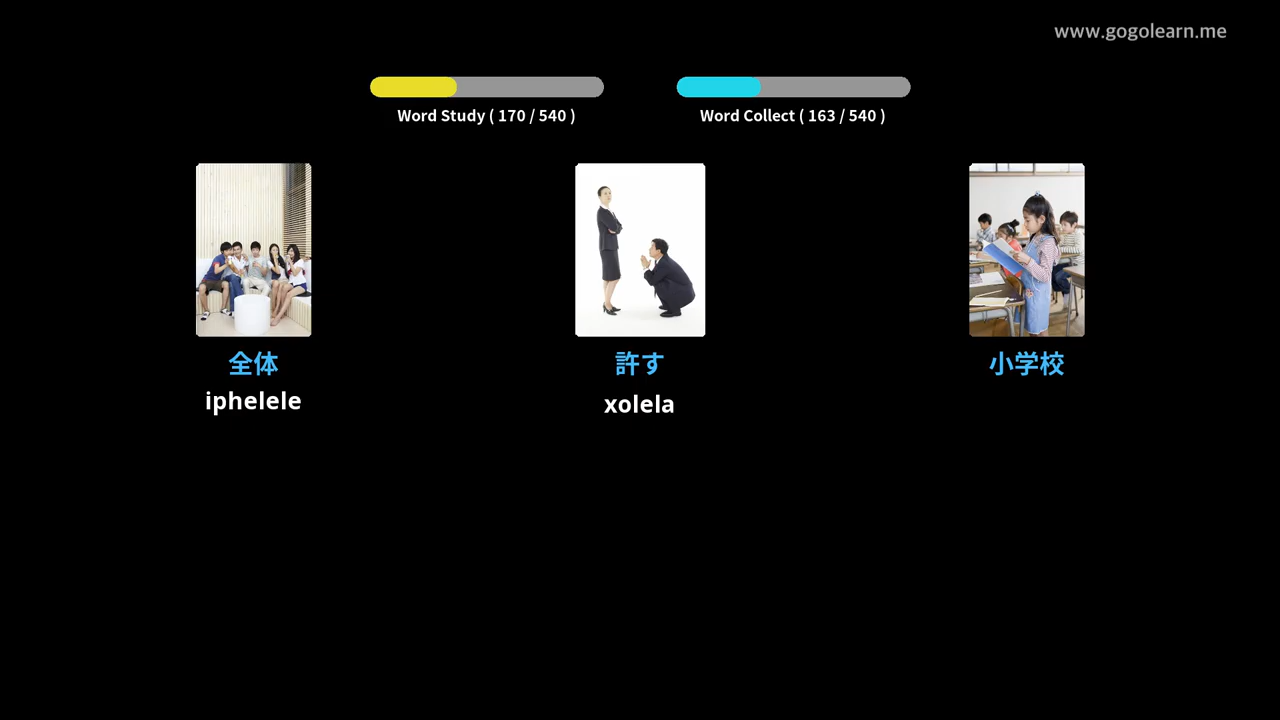 www.gogolearn.me
Word Study ( 170 / 540 )
Word Collect ( 163 / 540 )
全体
許す
小学校
iphelele
xolela